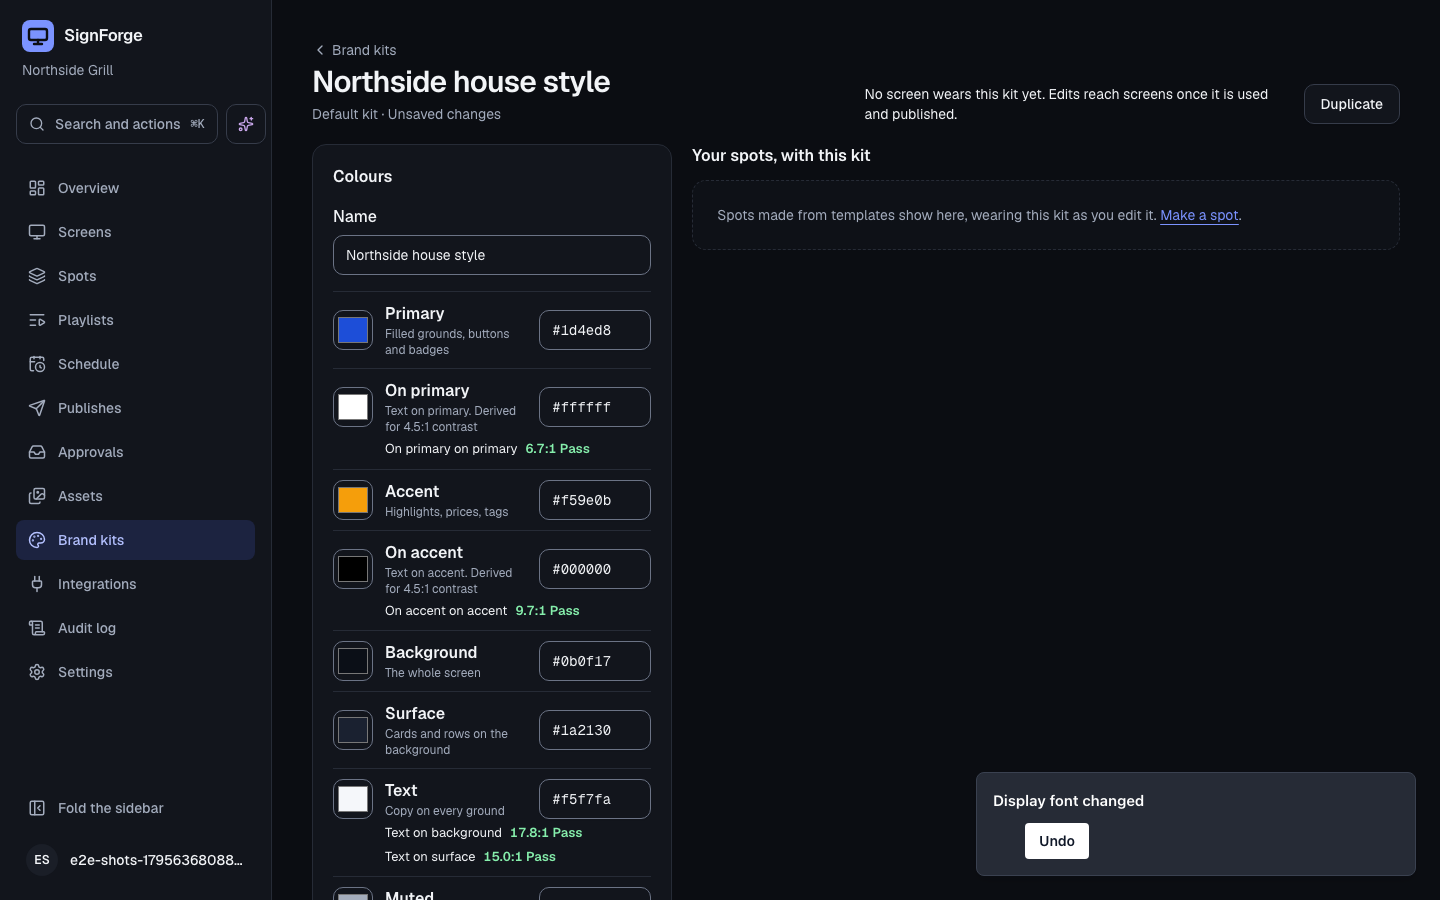 SignForge
Northside Grill
Search and actions ⌘K
Overview
Screens
Spots
Playlists
Schedule
Publishes
Approvals
Assets
Brand kits
Integrations
Audit log
Settings
Fold the sidebar
ES e2e-shots-17956368088…
Brand kits
Northside house style
Default kit · Unsaved changes
No screen wears this kit yet. Edits reach screens once it is used
and published.
Duplicate
Colours
Name
Northside house style
Primary
Filled grounds, buttons
and badges
#1d4ed8
On primary
Text on primary. Derived
for 4.5:1 contrast
#ffffff
On primary on primary 6.7:1 Pass
Accent
Highlights, prices, tags
#f59e0b
On accent
Text on accent. Derived
for 4.5:1 contrast
#000000
On accent on accent 9.7:1 Pass
Background
The whole screen
#0b0f17
Surface
Cards and rows on the
background
#1a2130
Text
Copy on every ground
#f5f7fa
Text on background 17.8:1 Pass
Text on surface 15.0:1 Pass
Muted
Your spots, with this kit
Spots made from templates show here, wearing this kit as you edit it. Make a spot.
Display font changed
Undo